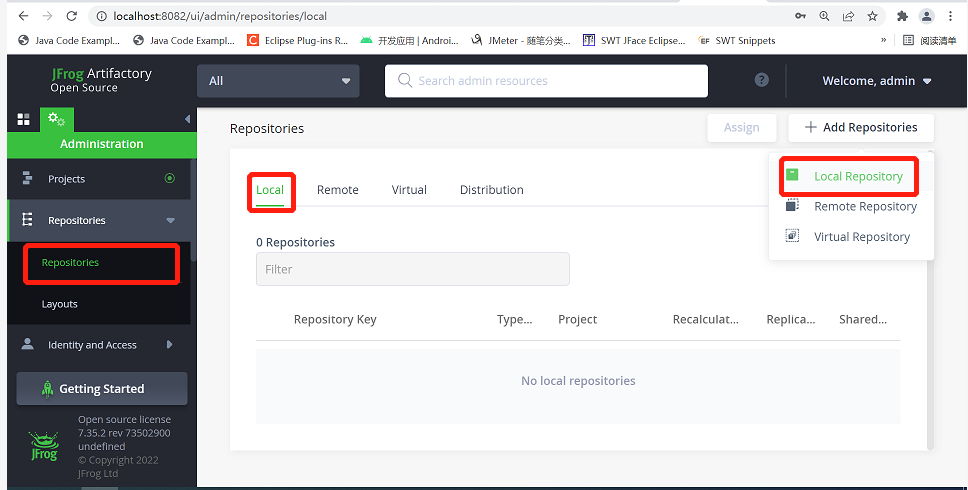 localhost:8082/ui/admin/repositories/local
Java Code Exampl...
Java Code Exampl...
Eclipse Plug-ins R...
开发应用 | Androi...
JMeter - 随笔分类...
SWT JFace Eclipse...
SWT Snippets
»
阅读清单
JFrog Artifactory
Open Source
All
Search admin resources
?
Welcome, admin
Administration
Projects
Repositories
Repositories
Layouts
Identity and Access
Getting Started
Open source license
7.35.2 rev 73502900
undefined
© Copyright 2022
JFrog Ltd
JFrog
Repositories
Assign
Add Repositories
Local Repository
Remote Repository
Virtual Repository
Local
Remote
Virtual
Distribution
0 Repositories
Filter
Repository Key
Type...
Project
Recalculat...
Replica...
Shared...
No local repositories